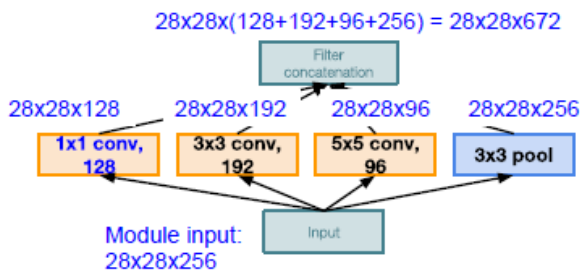 28x28x(128+192+96+256) = 28x28x672
Filter
concatenation
28x28x128
28x28x192
28x28x96
28x28x256
1x1 conv,
128
3x3 conv,
192
5x5 conv,
96
3x3 pool
Input
Module input:
28x28x256